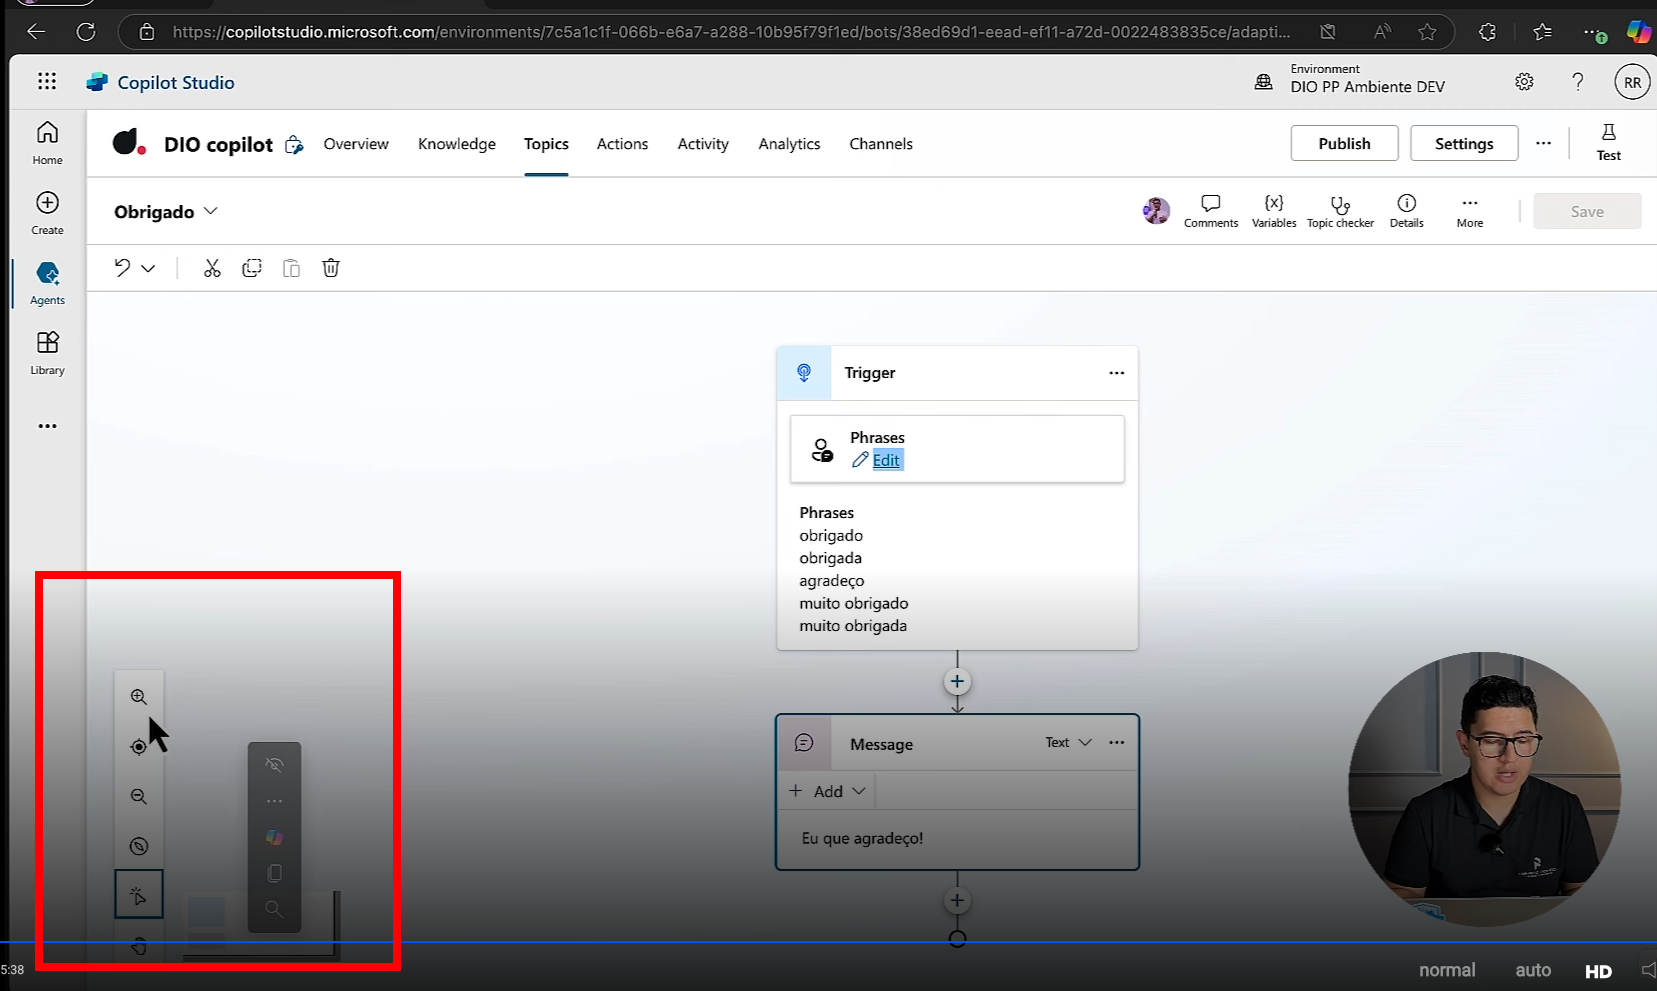 https://copilotstudio.microsoft.com/environments/7c5a1c1f-066b-e6a7-a288-10b95f79f1ed/bots/38ed69d1-eead-ef11-a72d-0022483835ce/adapti...
Copilot Studio
Environment
DIO PP Ambiente DEV
RR
Home
Create
Agents
Library
DIO copilot
Overview
Knowledge
Topics
Actions
Activity
Analytics
Channels
Publish
Settings
Test
Obrigado
Comments
Variables
Topic checker
Details
More
Save
Trigger
Phrases
Edit
Phrases
obrigado
obrigada
agradeço
muito obrigado
muito obrigada
Message
Text
+ Add
Eu que agradeço!
5:38
normal
auto
HD